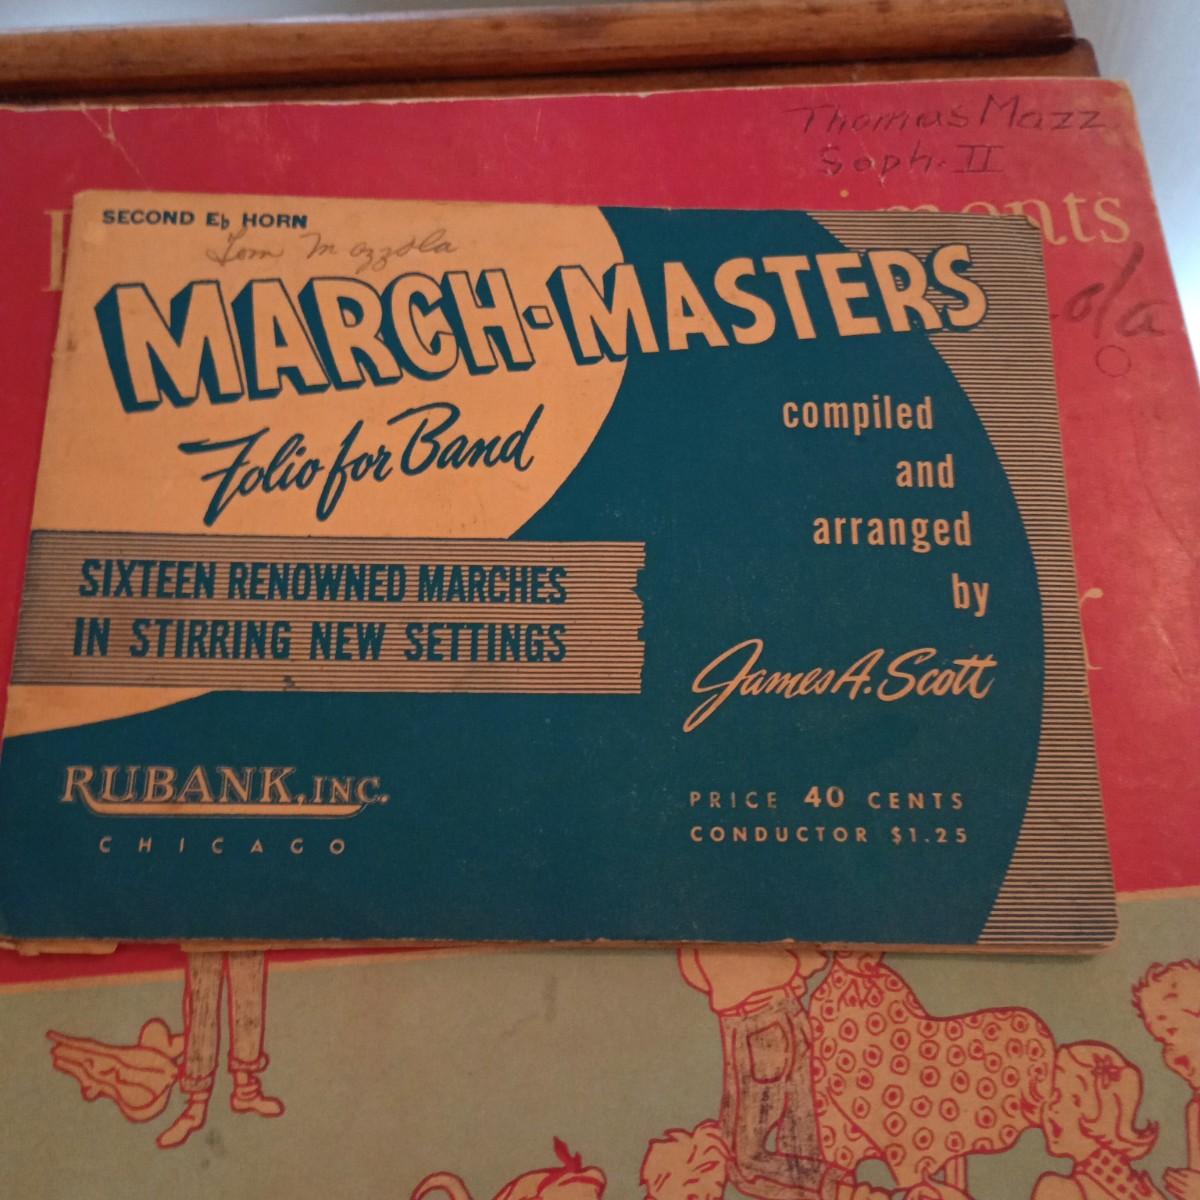 Thomas Mazz
Soph. II
SECOND E♭ HORN
Tom Mazzola
MARCH-MASTERS
Folio for Band
ola
compiled
and
arranged
by
James A. Scott
SIXTEEN RENOWNED MARCHES
IN STIRRING NEW SETTINGS
RUBANK, INC.
CHICAGO
PRICE 40 CENTS
CONDUCTOR $1.25